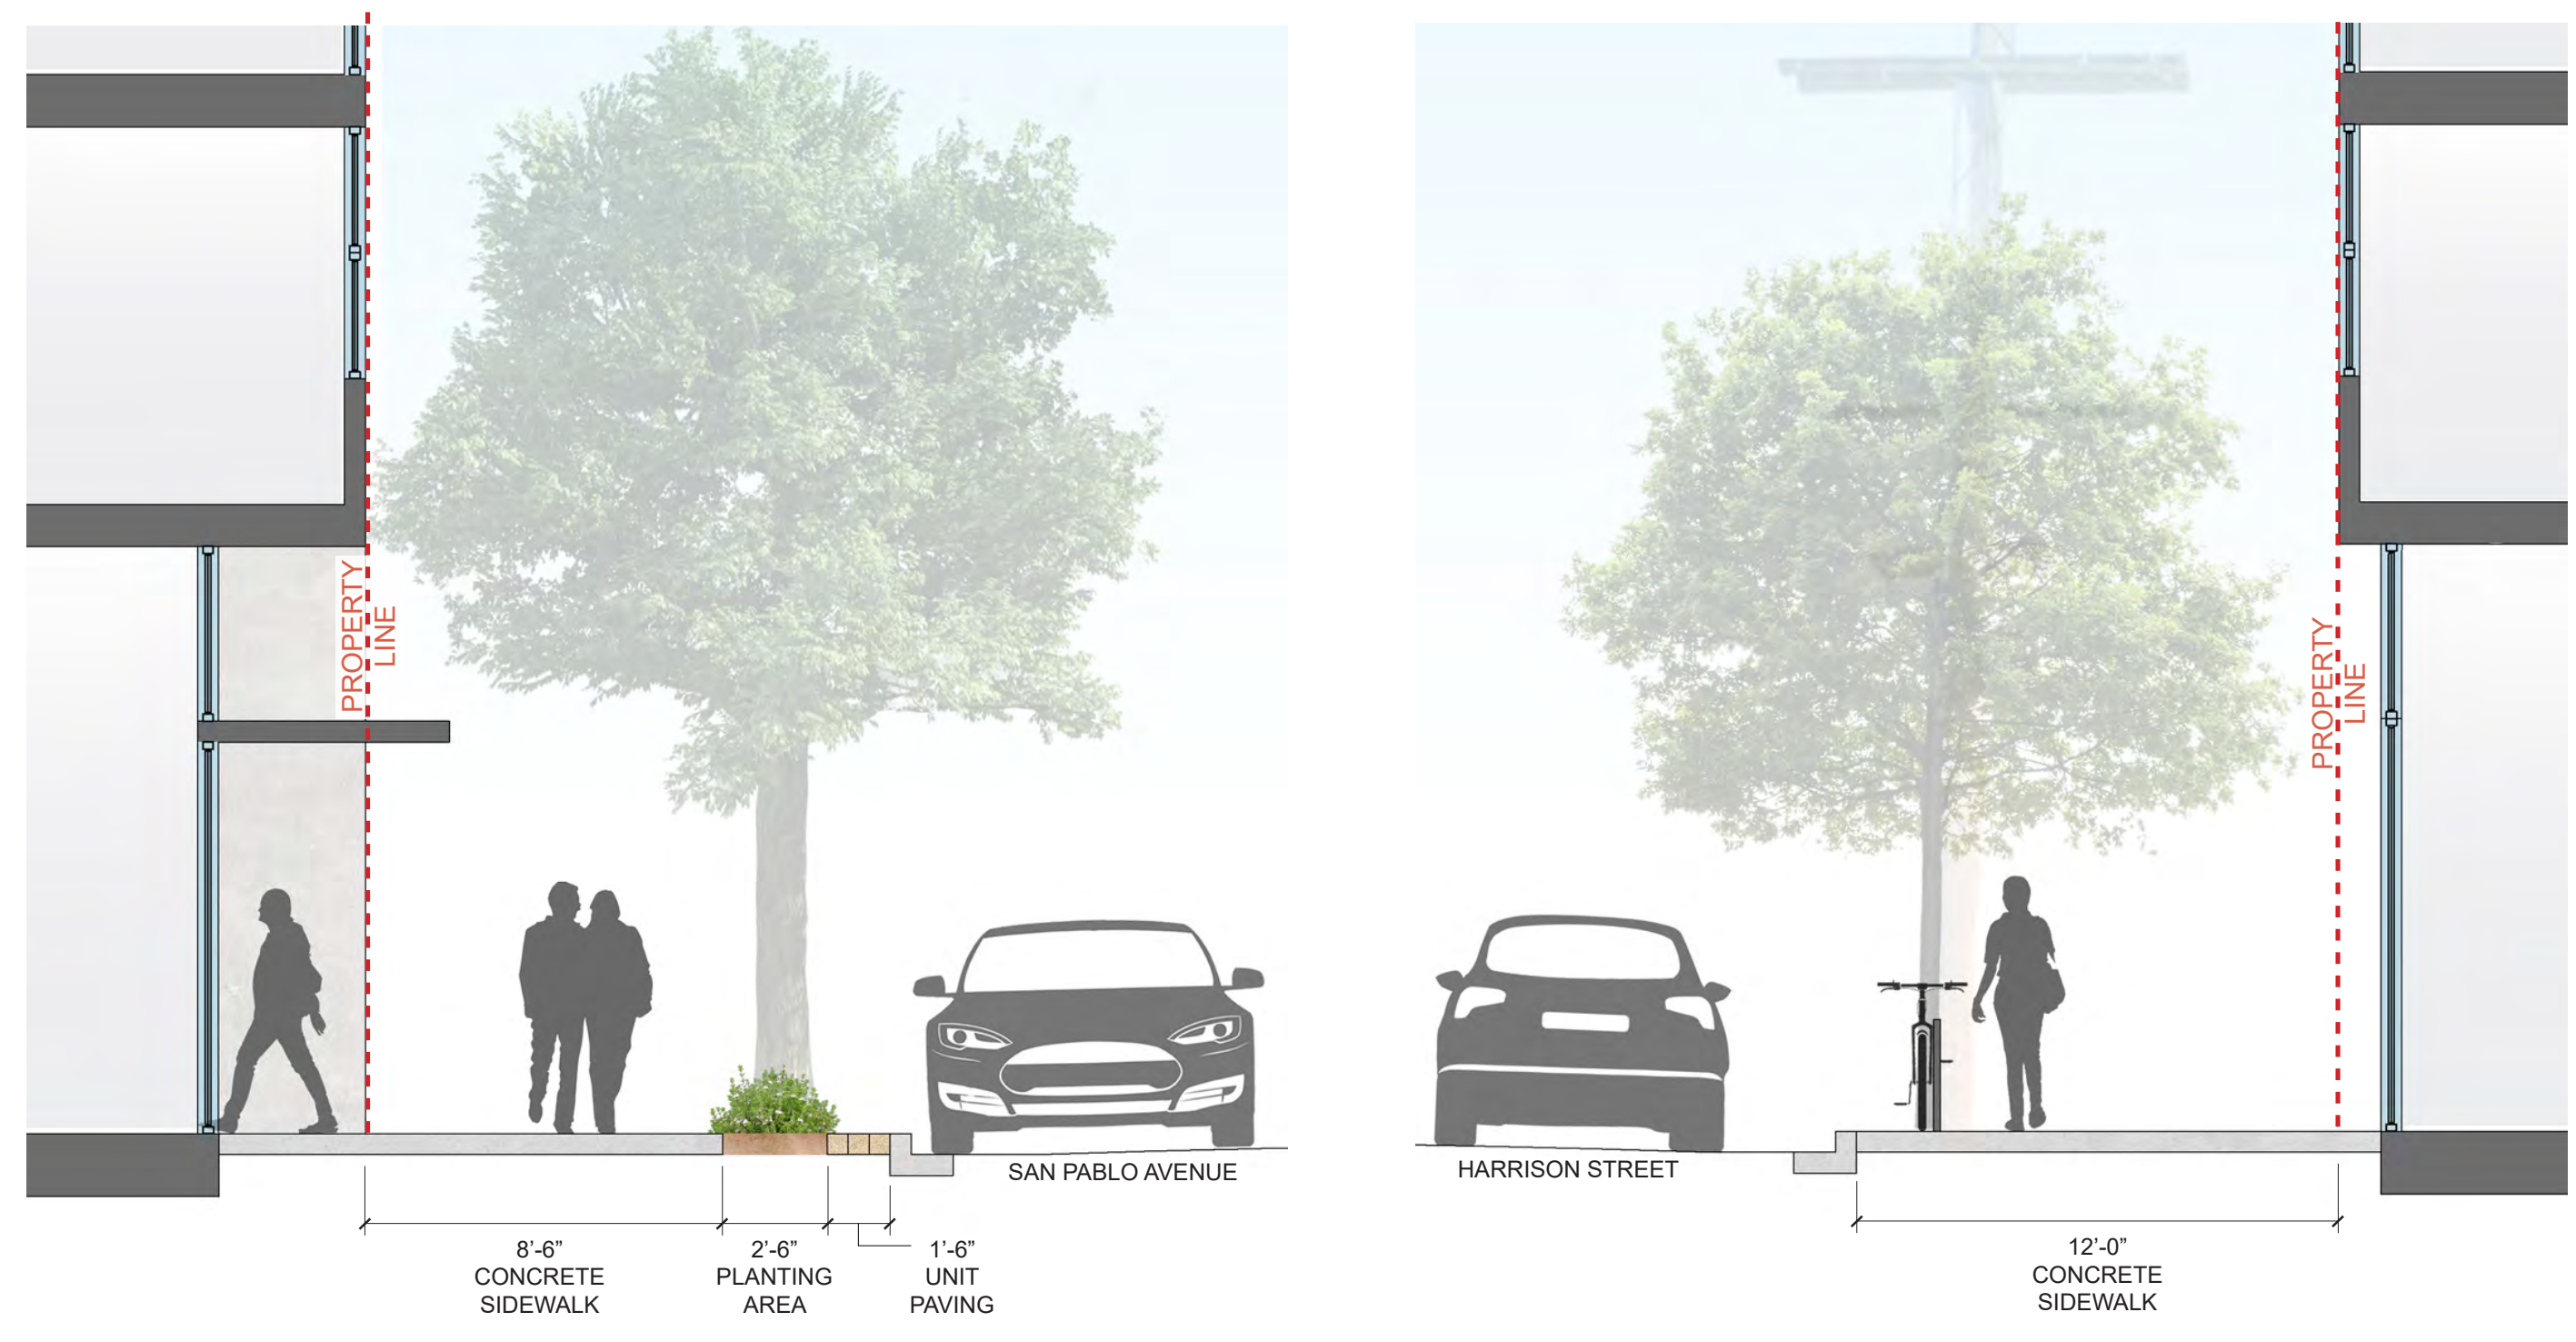 PROPERTY
LINE
SAN PABLO AVENUE
8’-6”
CONCRETE
SIDEWALK
2’-6”
PLANTING
AREA
1’-6”
UNIT
PAVING
PROPERTY
LINE
HARRISON STREET
12’-0”
CONCRETE
SIDEWALK